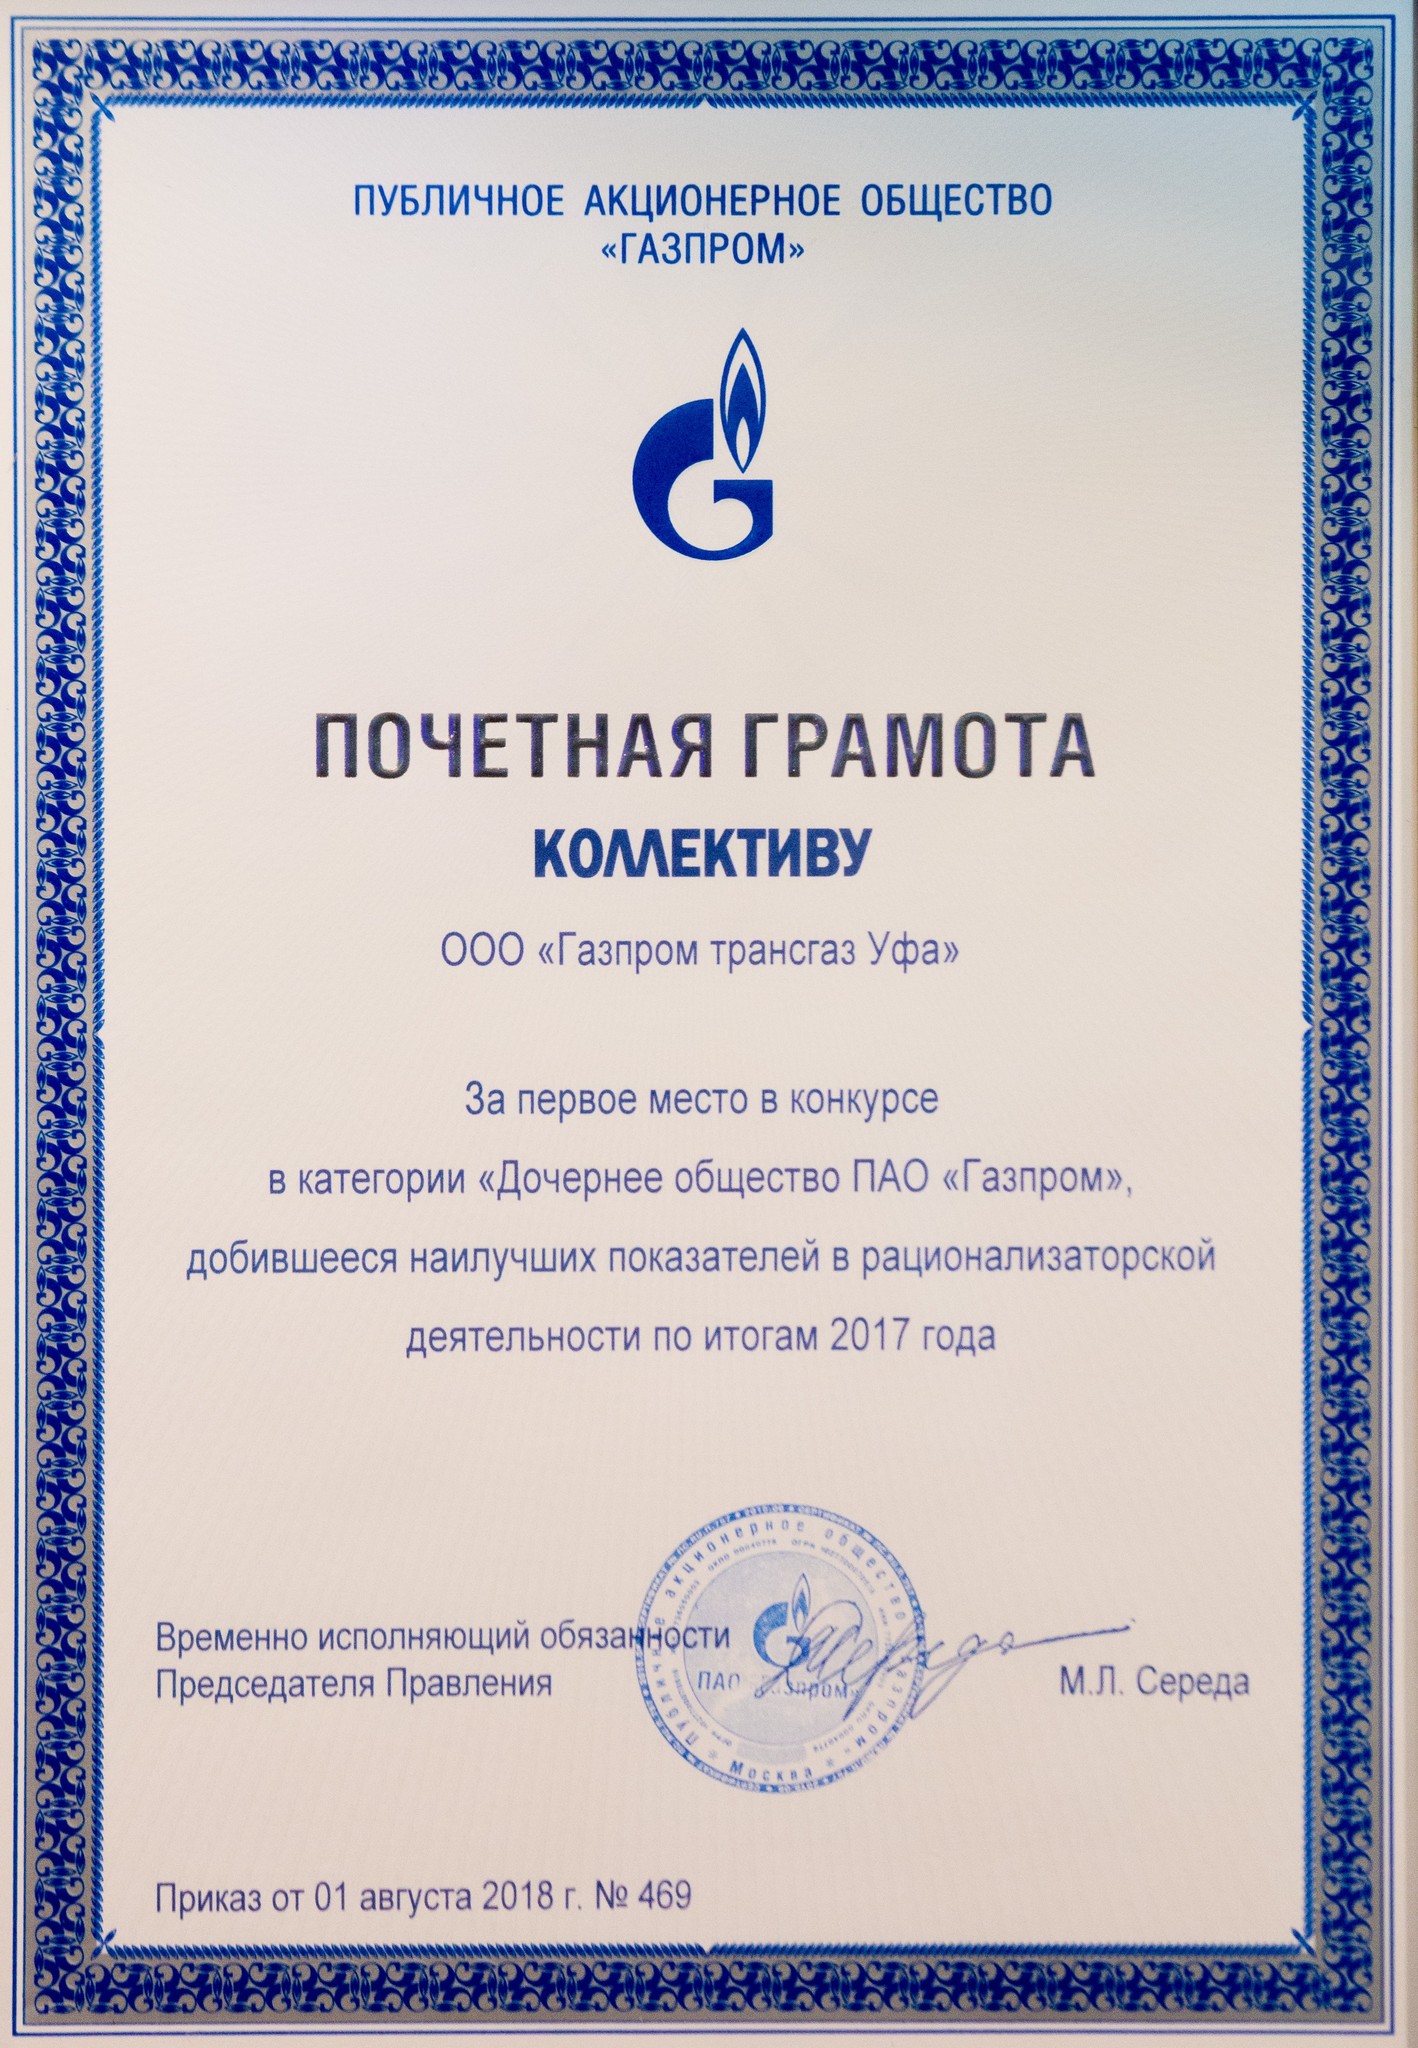 ПУБЛИЧНОЕ АКЦИОНЕРНОЕ ОБЩЕСТВО
«ГАЗПРОМ»
ПОЧЕТНАЯ ГРАМОТА
КОЛЛЕКТИВУ
ООО «Газпром трансгаз Уфа»
За первое место в конкурсе
в категории «Дочернее общество ПАО «Газпром»,
добившееся наилучших показателей в рационализаторской
деятельности по итогам 2017 года
Временно исполняющий обязанности
Председателя Правления
М.Л. Середа
Публичное акционерное общество «Газпром»
Москва
ПАО «Газпром»
Приказ от 01 августа 2018 г. № 469